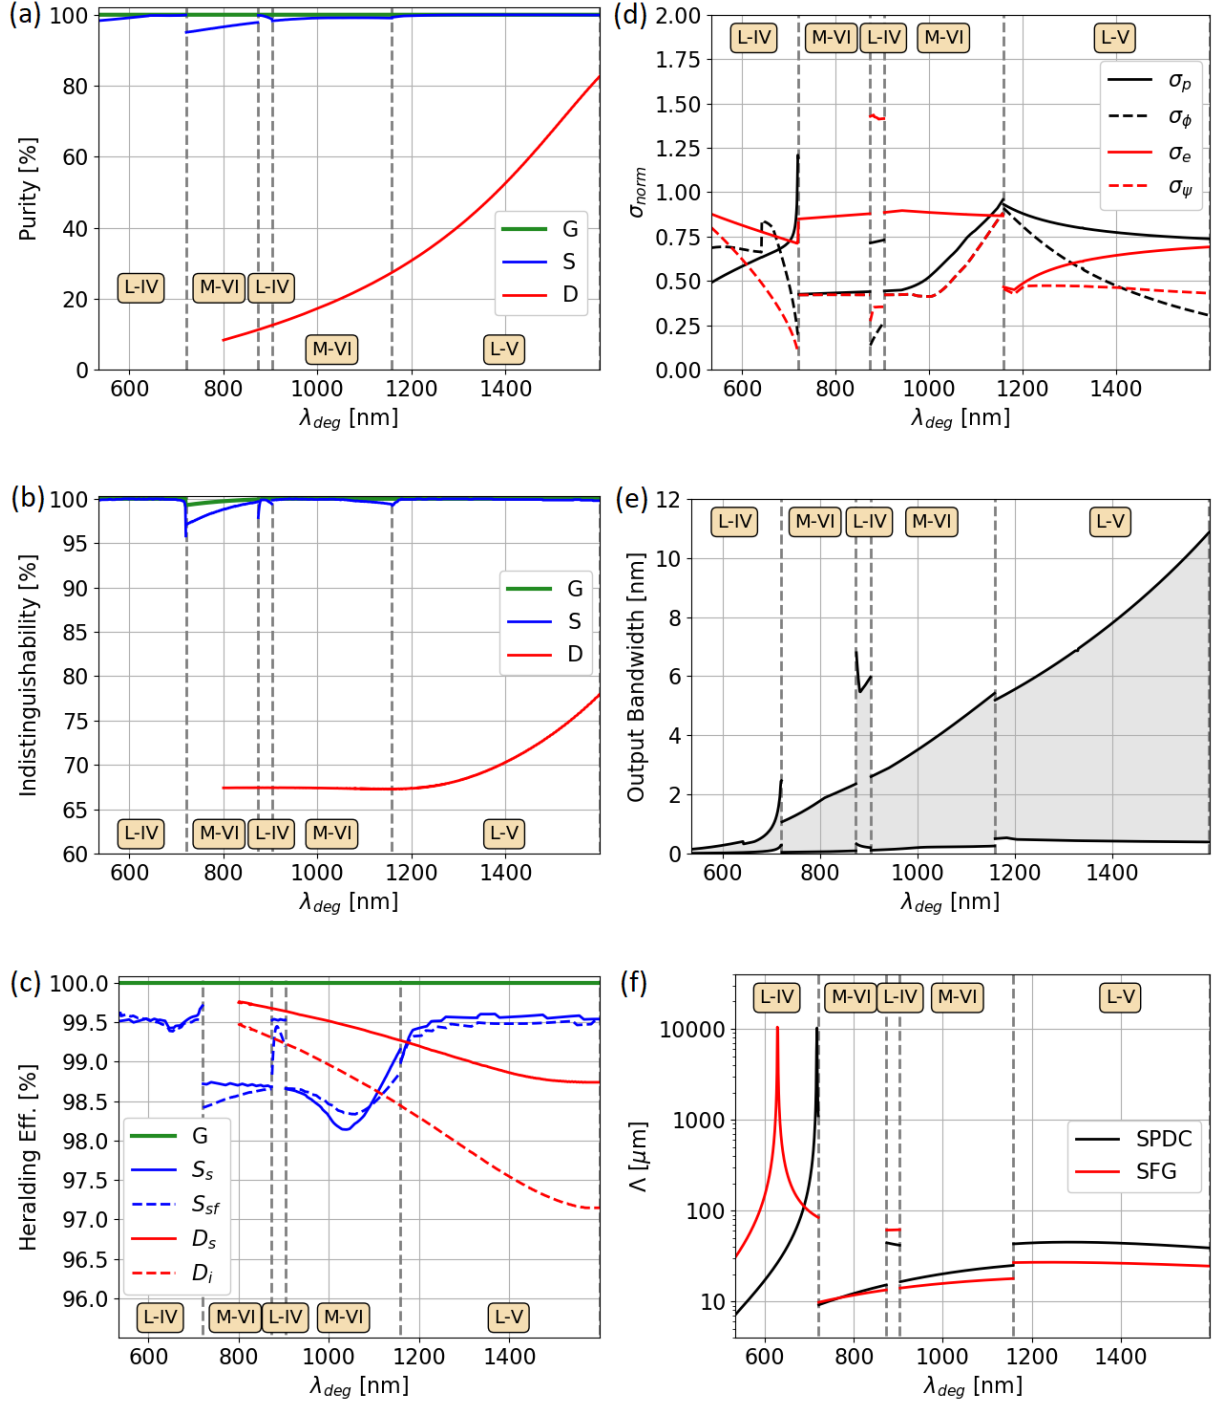 (a)
100
80
60
40
20
0
Purity [%]
G
S
D
L-IV
M-VI
L-IV
M-VI
L-V
600
800
1000
1200
1400
λdeg [nm]
(d)
2.00
1.75
1.50
1.25
1.00
0.75
0.50
0.25
0.00
σnorm
L-IV
M-VI
L-IV
M-VI
L-V
σp
σϕ
σe
σψ
600
800
1000
1200
1400
λdeg [nm]
(b)
100
95
90
85
80
75
70
65
60
Indistinguishability [%]
G
S
D
L-IV
M-VI
L-IV
M-VI
L-V
600
800
1000
1200
1400
λdeg [nm]
(e)
12
10
8
6
4
2
0
Output Bandwidth [nm]
L-IV
M-VI
L-IV
M-VI
L-V
600
800
1000
1200
1400
λdeg [nm]
(c)
100.0
99.5
99.0
98.5
98.0
97.5
97.0
96.5
96.0
Heralding Eff. [%]
G
Ss
Ssf
Ds
Di
L-IV
M-VI
L-IV
M-VI
L-V
600
800
1000
1200
1400
λdeg [nm]
(f)
10000
1000
100
10
Λ [μm]
L-IV
M-VI
L-IV
M-VI
L-V
SPDC
SFG
600
800
1000
1200
1400
λdeg [nm]